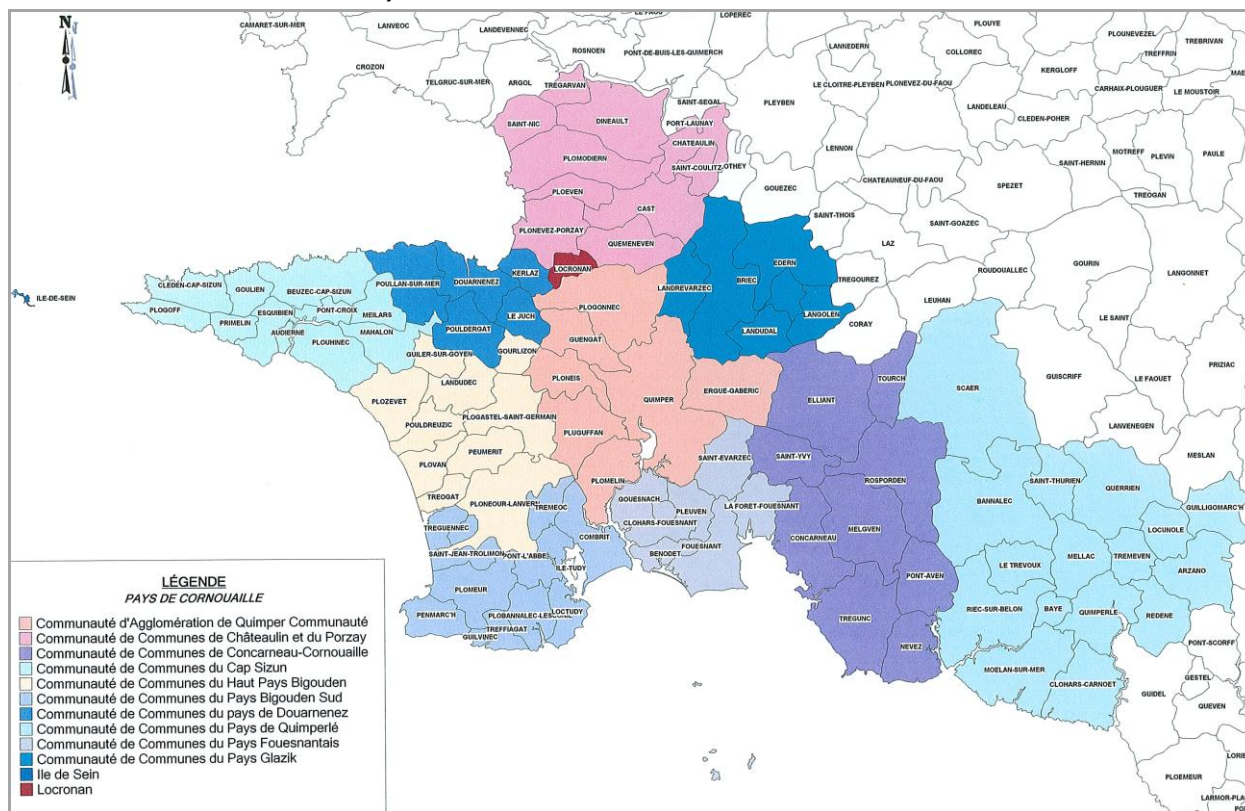 CAMARET-SUR-MER
LANVEOC
LANDEVENNEC
LOPEREC
ROSNOEN
PONT-DE-BUIS-LES-QUIMERCH
LANNEDERN
COLLOREC
PLOUYE
PLOUNEVEZEL
TREFFRIN
TREBRIVAN
CROZON
TELGRUC-SUR-MER
ARGOL
TREGARVAN
SAINT-SEGAL
PLEYBEN
LE CLOITRE-PLEYBEN
PLONEVEZ-DU-FAOU
KERGLOFF
CARHAIX-PLOUGUER
LE MOUSTOIR
LANDELEAU
CLEDEN-POHER
SAINT-NIC
DINEAULT
PORT-LAUNAY
CHATEAULIN
SAINT-COULITZ
LOTHEY
LENNON
PLOMODIERN
GOUEZEC
CHATEAUNEUF-DU-FAOU
SPEZET
SAINT-HERNIN
MOTREFF
PLEVIN
PAULE
TREOGAN
PLOEVEN
CAST
SAINT-THOIS
SAINT-GOAZEC
PLONEVEZ-PORZAY
QUEMENEVEN
LAZ
EDERN
BRIEC
TREGOUREZ
ROUDOUALLEC
GOURIN
LANGONNET
LEUHAN
LE SAINT
CORAY
LOCRONAN
KERLAZ
DOUARNENEZ
POULLAN-SUR-MER
LE JUCH
POULDERGAT
LANDREVARZEC
LANGOLEN
LANDUDAL
ILE-DE-SEIN
CLEDEN-CAP-SIZUN
GOULIEN
BEUZEC-CAP-SIZUN
PLOGOFF
PRIMELIN
ESQUIBIEN
PONT-CROIX
MEILARS
AUDIERNE
MAHALON
PLOUHINEC
PLOGONNEC
GUENGAT
GUILER-SUR-GOYEN
GOURLIZON
PLONEIS
QUIMPER
ERGUE-GABERIC
ELLIANT
TOURCH
SCAER
GUISCRIFF
LE FAOUET
PRIZIAC
LANVENEGEN
MESLAN
LANDUDEC
PLOZEVET
PLOGASTEL-SAINT-GERMAIN
POULDREUZIC
PLUGUFFAN
PEUMERIT
PLOVAN
TREOGAT
PLONEOUR-LANVERN
PLOMELIN
SAINT-EVARZEC
SAINT-YVY
ROSPORDEN
BANNALEC
SAINT-THURIEN
QUERRIEN
GUILLIGOMARC'H
LOCUNOLE
GOUESNACH
PLEUVEN
LA FORET-FOUESNANT
CLOHARS-FOUESNANT
BENODET
FOUESNANT
CONCARNEAU
MELGVEN
PONT-AVEN
LE TREVOUX
MELLAC
TREMEVEN
ARZANO
TREGUENNEC
TREMEOC
COMBRIT
SAINT-JEAN-TROLIMON
PONT-L'ABBE
ILE-TUDY
PLOMEUR
PENMARC'H
LOCTUDY
TREFFIAGAT
GUILVINEC
TREGUNC
NEVEZ
RIEC-SUR-BELON
BAYE
QUIMPERLE
REDENE
MOELAN-SUR-MER
CLOHARS-CARNOET
PONT-SCORFF
GESTEL
GUIDEL
QUEVEN
PLOEMEUR
LÉGENDE
PAYS DE CORNOUAILLE
Communauté d'Agglomération de Quimper Communauté
Communauté de Communes de Châteaulin et du Porzay
Communauté de Communes de Concarneau-Cornouaille
Communauté de Communes du Cap Sizun
Communauté de Communes du Haut Pays Bigouden
Communauté de Communes du Pays Bigouden Sud
Communauté de Communes du pays de Douarnenez
Communauté de Communes du Pays de Quimperlé
Communauté de Communes du Pays Fouesnantais
Communauté de Communes du Pays Glazik
Ile de Sein
Locronan